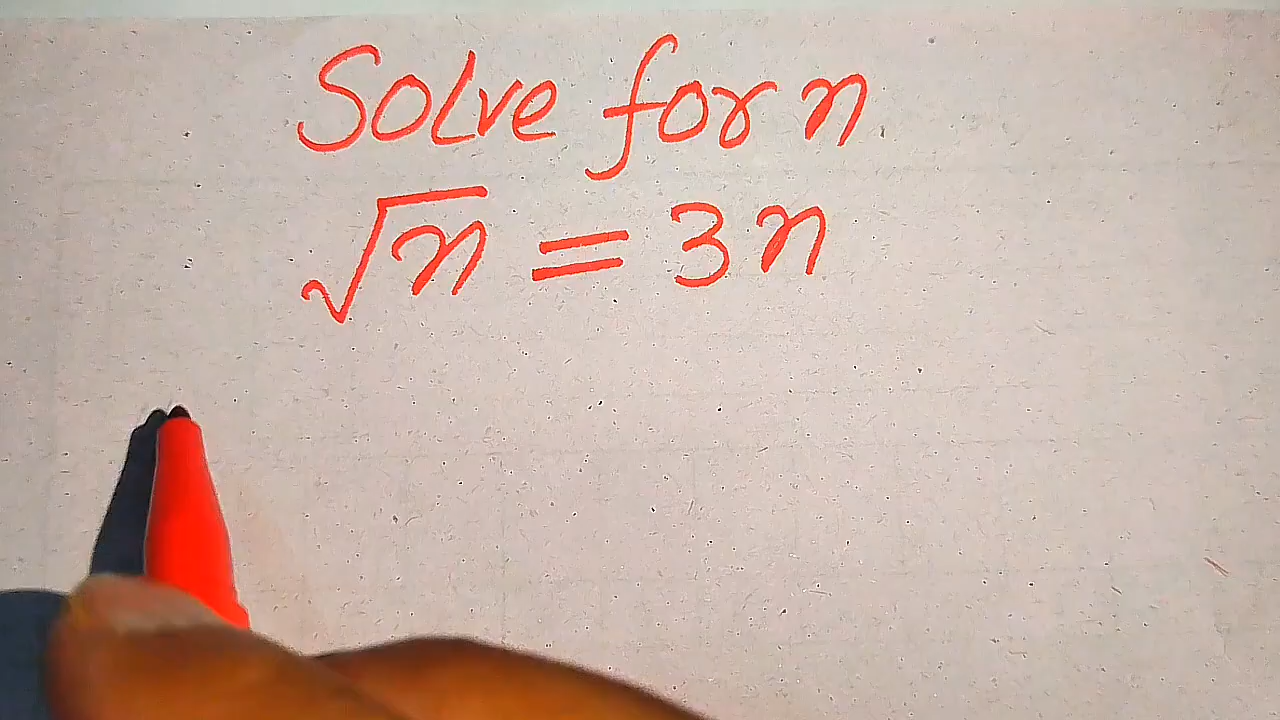 Solve for n
√n = 3n